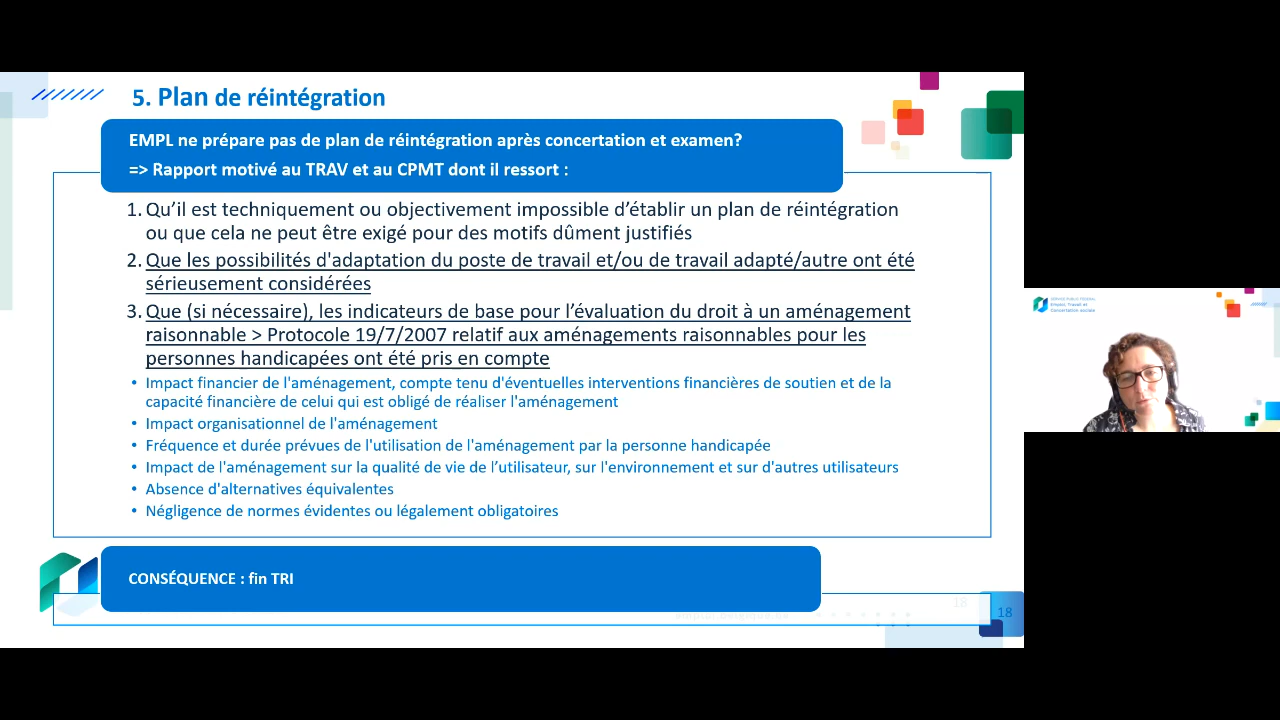 5. Plan de réintégration
EMPL ne prépare pas de plan de réintégration après concertation et examen?
=> Rapport motivé au TRAV et au CPMT dont il ressort :
1. Qu'il est techniquement ou objectivement impossible d'établir un plan de réintégration
ou que cela ne peut être exigé pour des motifs dûment justifiés
2. Que les possibilités d'adaptation du poste de travail et/ou de travail adapté/autre ont été
sérieusement considérées
3. Que (si nécessaire), les indicateurs de base pour l'évaluation du droit à un aménagement
raisonnable > Protocole 19/7/2007 relatif aux aménagements raisonnables pour les
personnes handicapées ont été pris en compte
• Impact financier de l'aménagement, compte tenu d'éventuelles interventions financières de soutien et de la
capacité financière de celui qui est obligé de réaliser l'aménagement
• Impact organisationnel de l'aménagement
• Fréquence et durée prévues de l'utilisation de l'aménagement par la personne handicapée
• Impact de l'aménagement sur la qualité de vie de l'utilisateur, sur l'environnement et sur d'autres utilisateurs
• Absence d'alternatives équivalentes
• Négligence de normes évidentes ou légalement obligatoires
CONSÉQUENCE : fin TRI
18
18
SERVICE PUBLIC FÉDÉRAL
Emploi, Travail et
Concertation sociale